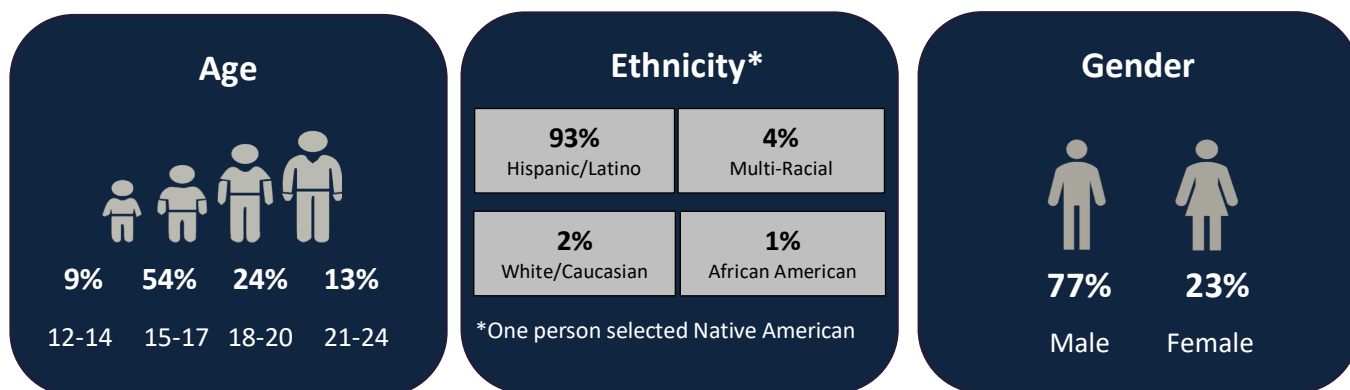 Age
9% 54% 24% 13%
12-14 15-17 18-20 21-24
Ethnicity*
93% 4%
Hispanic/Latino Multi-Racial
2% 1%
White/Caucasian African American
*One person selected Native American
Gender
77% 23%
Male Female